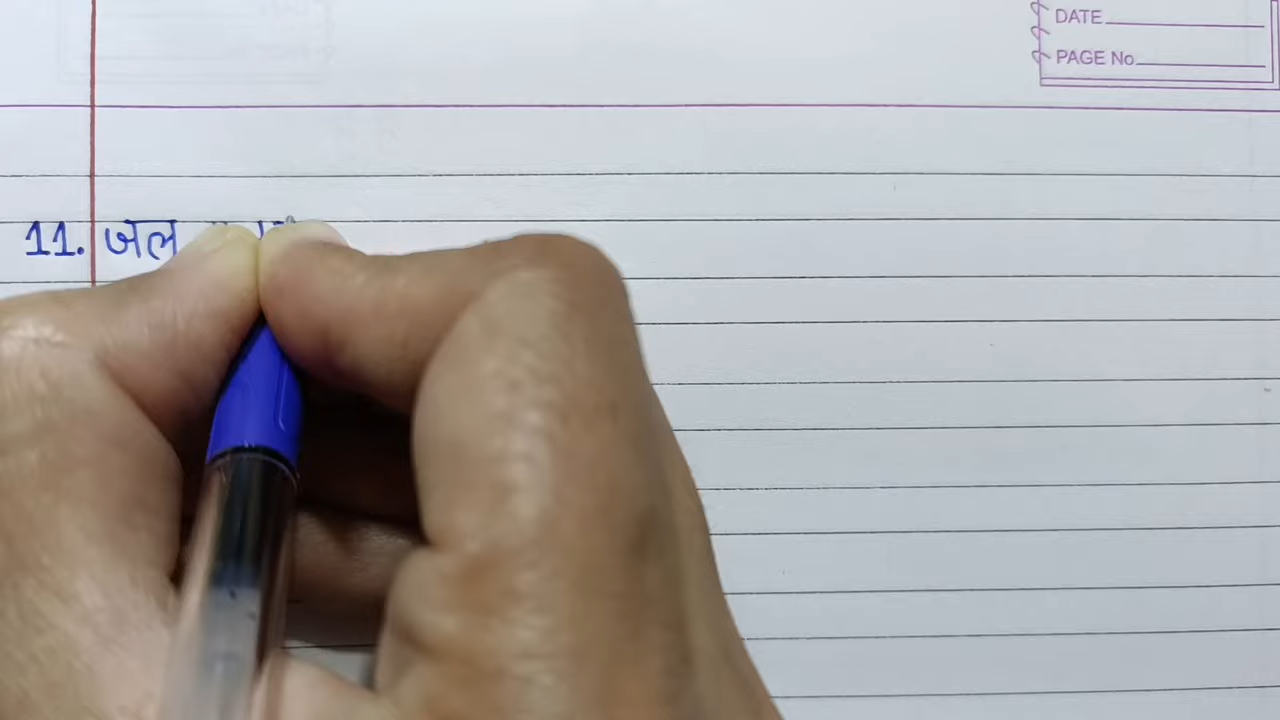 DATE
PAGE No
11. जल